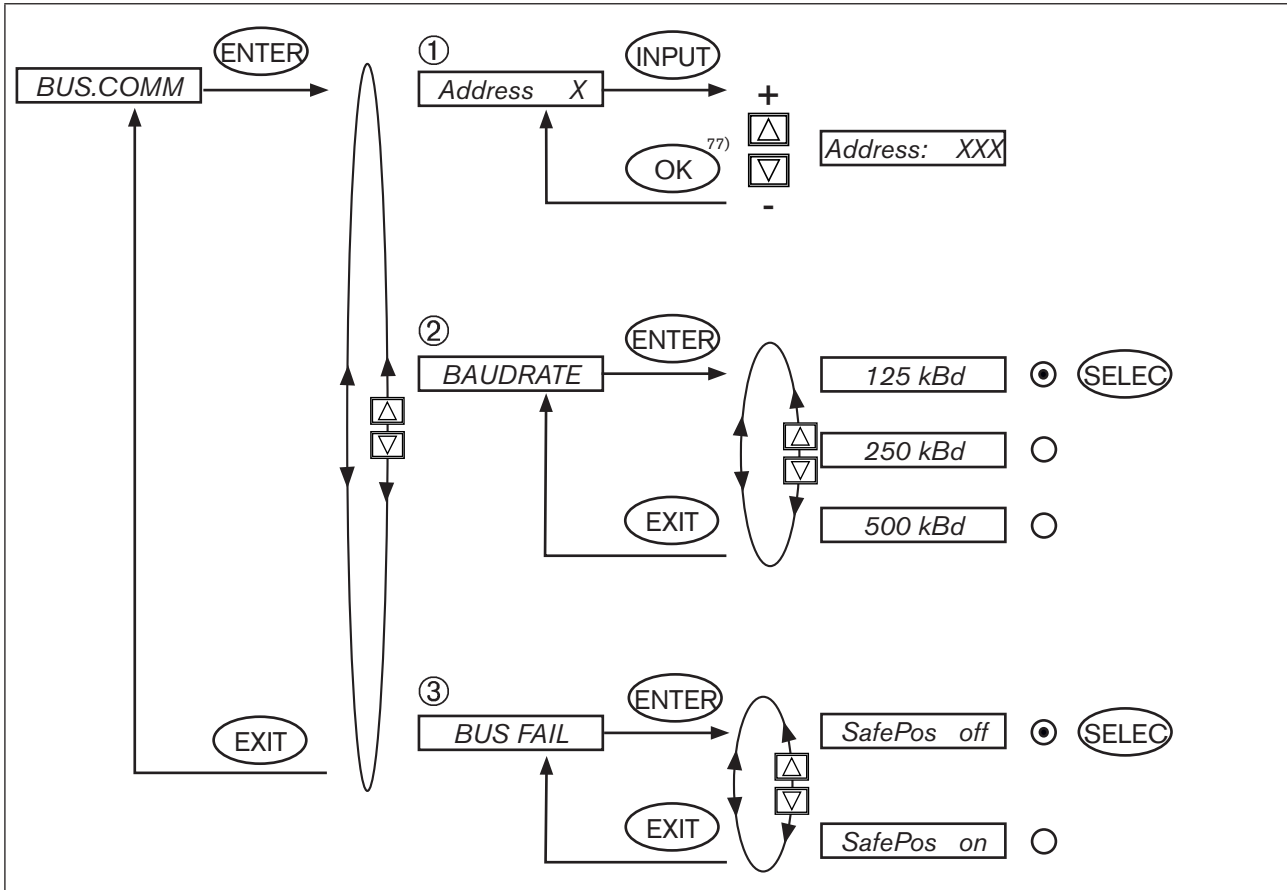 BUS.COMM
ENTER
①
Address X
INPUT
+
-
OK 77)
Address: XXX
②
BAUDRATE
ENTER
125 kBd
SELEC
250 kBd
500 kBd
EXIT
③
BUS FAIL
ENTER
SafePos off
SELEC
SafePos on
EXIT
EXIT